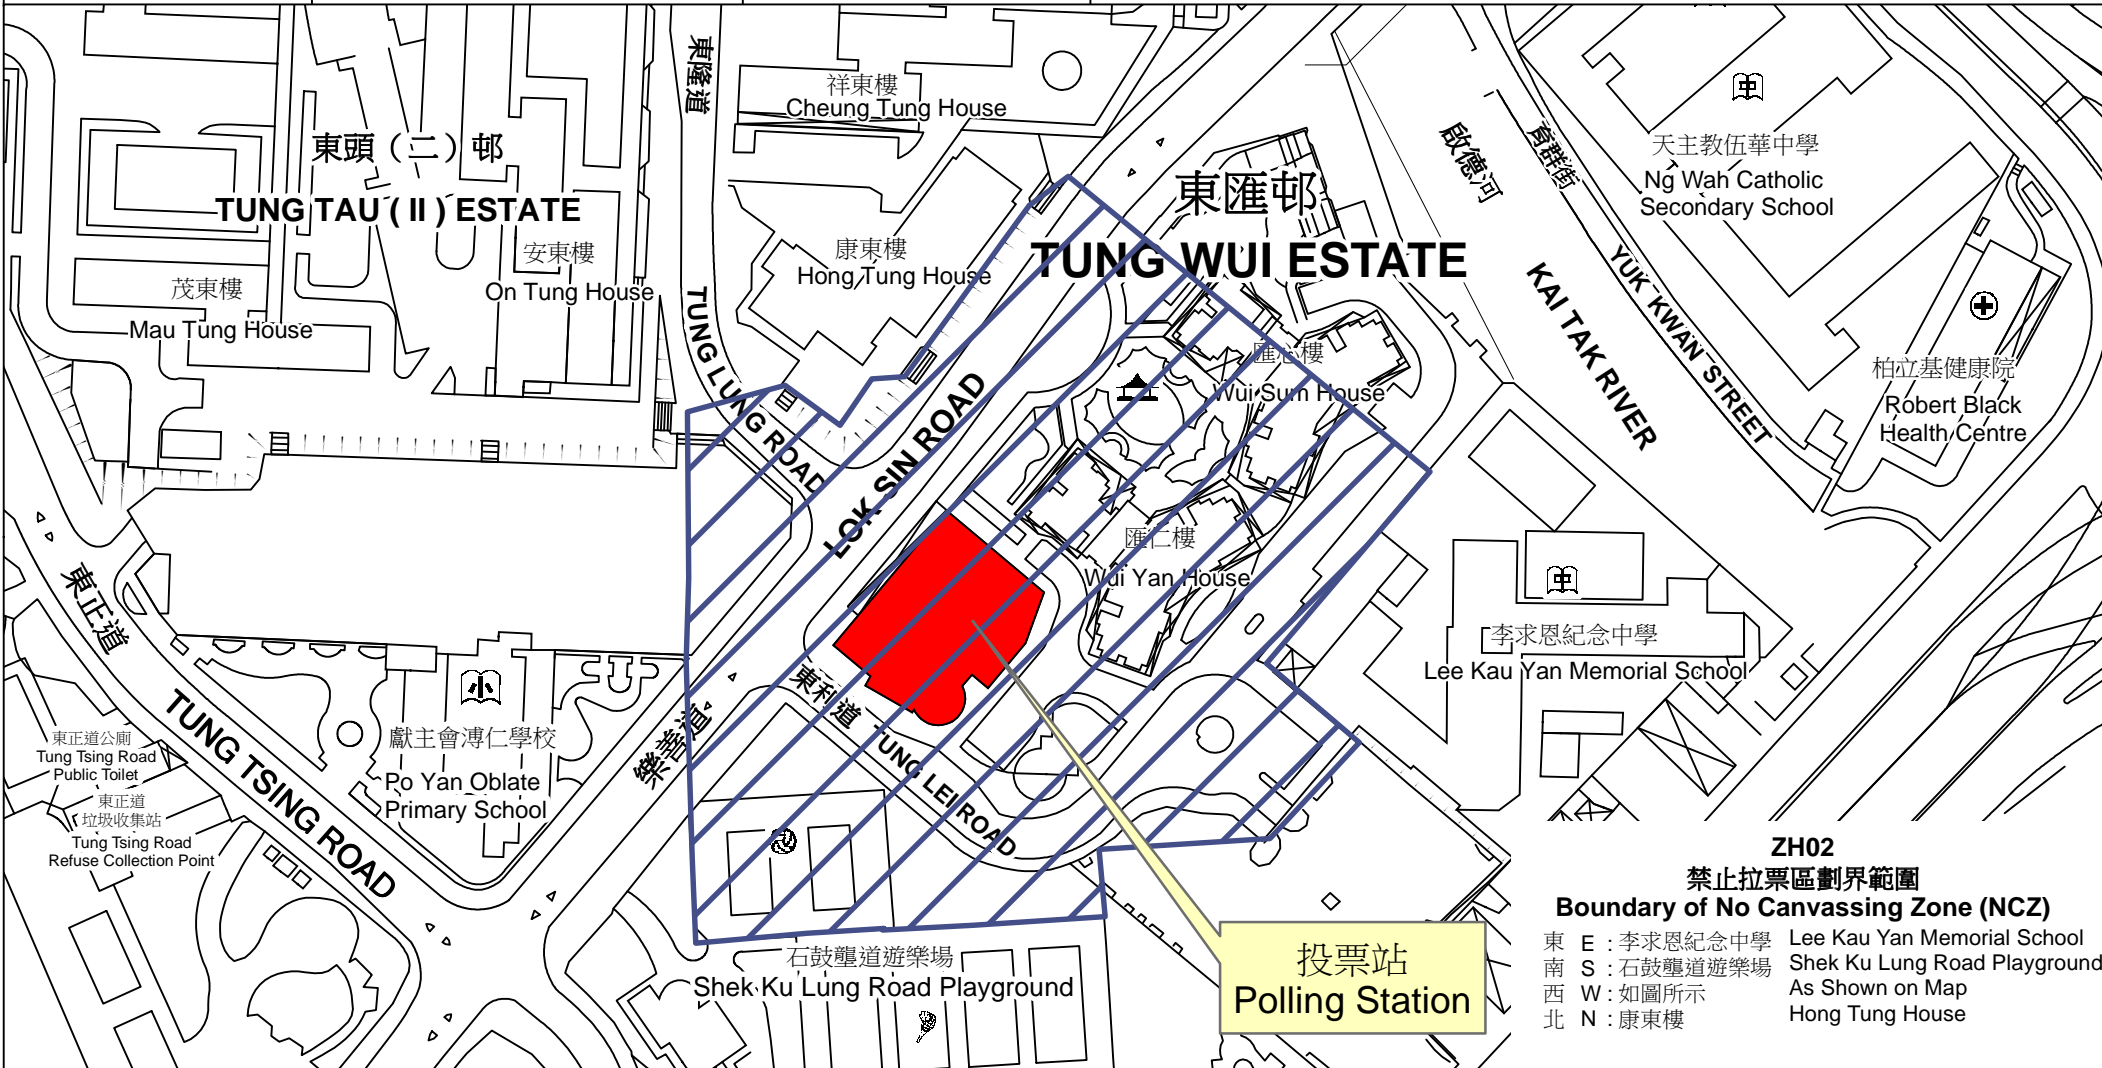 東隆道
祥東樓
Cheung Tung House
東頭（二）邨
TUNG TAU ( II ) ESTATE
安東樓
On Tung House
茂東樓
Mau Tung House
康東樓
Hong Tung House
東匯邨
TUNG WUI ESTATE
啟德河
KAI TAK RIVER
育群街
YUK KWAN STREET
天主教伍華中學
Ng Wah Catholic
Secondary School
中
柏立基健康院
Robert Black
Health Centre
匯心樓
Wui Sum House
TUNG LUNG ROAD
LOK SIN ROAD
匯仁樓
Wui Yan House
中
李求恩紀念中學
Lee Kau Yan Memorial School
東正道
TUNG TSING ROAD
小
獻主會溥仁學校
Po Yan Oblate
Primary School
東正道公廁
Tung Tsing Road
Public Toilet
東正道
垃圾收集站
Tung Tsing Road
Refuse Collection Point
樂善道
東利道
TUNG LEI ROAD
石鼓壟道遊樂場
Shek Ku Lung Road Playground
投票站
Polling Station
ZH02
禁止拉票區劃界範圍
Boundary of No Canvassing Zone (NCZ)
東 E : 李求恩紀念中學 Lee Kau Yan Memorial School
南 S : 石鼓壟道遊樂場 Shek Ku Lung Road Playground
西 W : 如圖所示 As Shown on Map
北 N : 康東樓 Hong Tung House